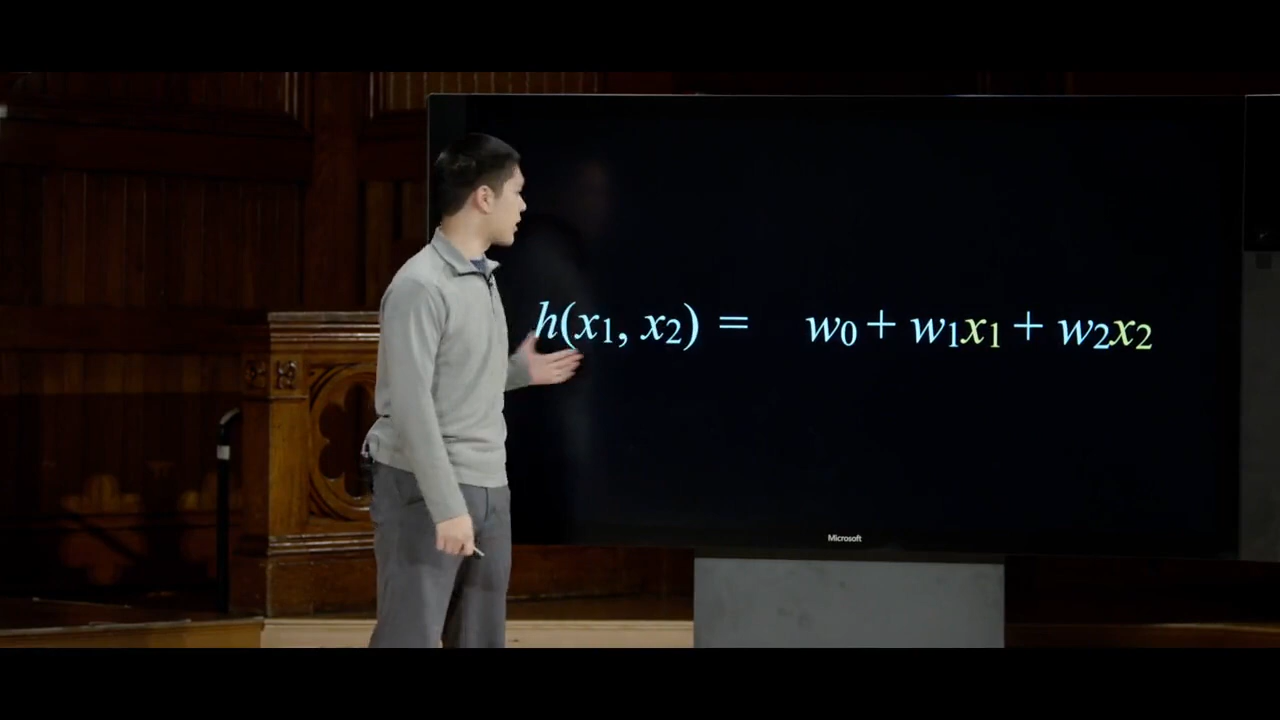 h(x1, x2) = w0 + w1x1 + w2x2
Microsoft